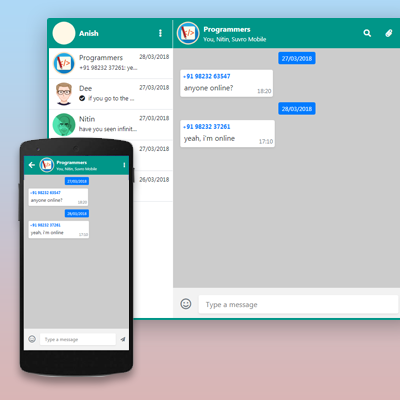 Anish
Programmers
You, Nitin, Suvro Mobile
Programmers 28/03/2018
+91 98232 37261: ye...
Dee 27/03/2018
if you go to the ...
Nitin 27/03/2018
have you seen infinit...
27/03/2018
26/03/2018
27/03/2018
+91 98232 63547
anyone online?
18:20
28/03/2018
+91 98232 37261
yeah, i'm online
17:10
Type a message
Programmers
You, Nitin, Suvro Mobile
27/03/2018
+91 98232 63547
anyone online?
18:20
28/03/2018
+91 98232 37261
yeah, i'm online
17:10
Type a message